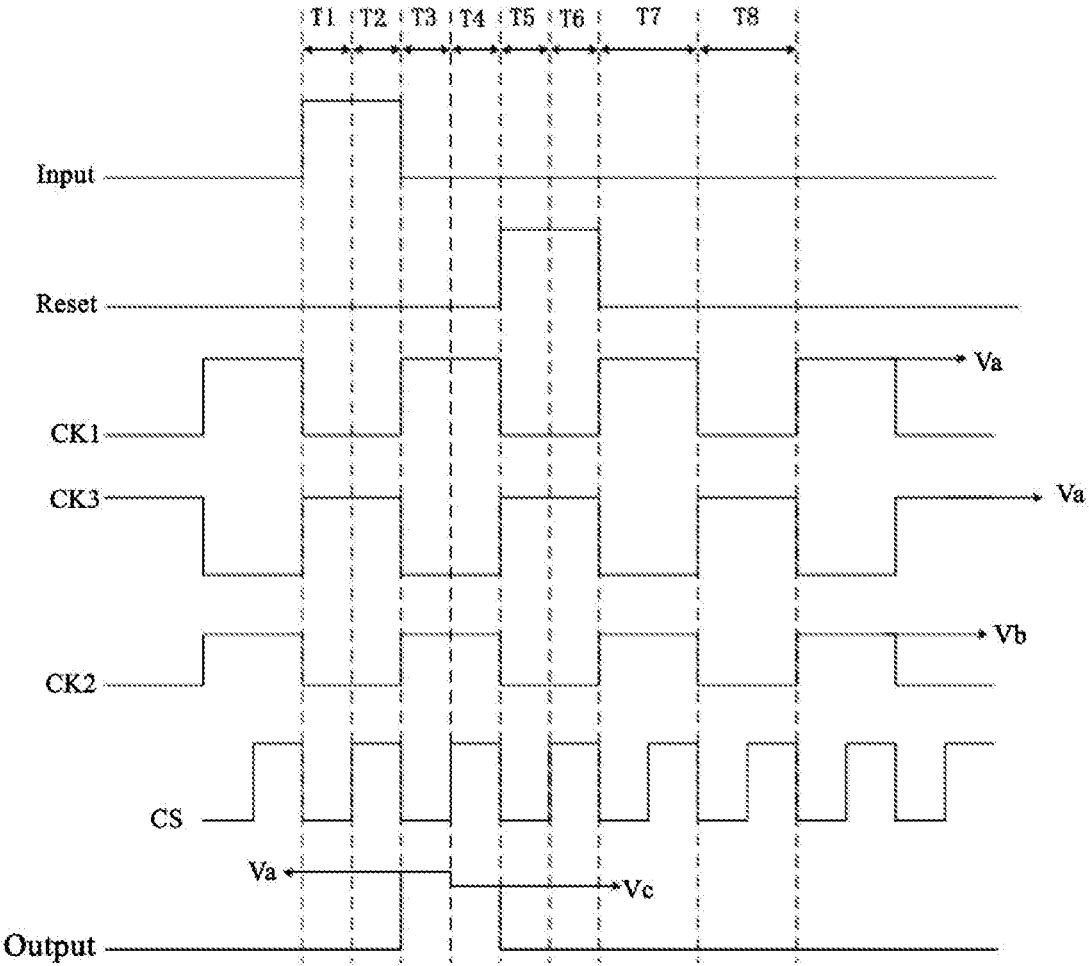 T1 T2 T3 T4 T5 T6 T7 T8
Input
Reset
Va
CK1
CK3
Va
Vb
CK2
CS
Va
Vc
Output